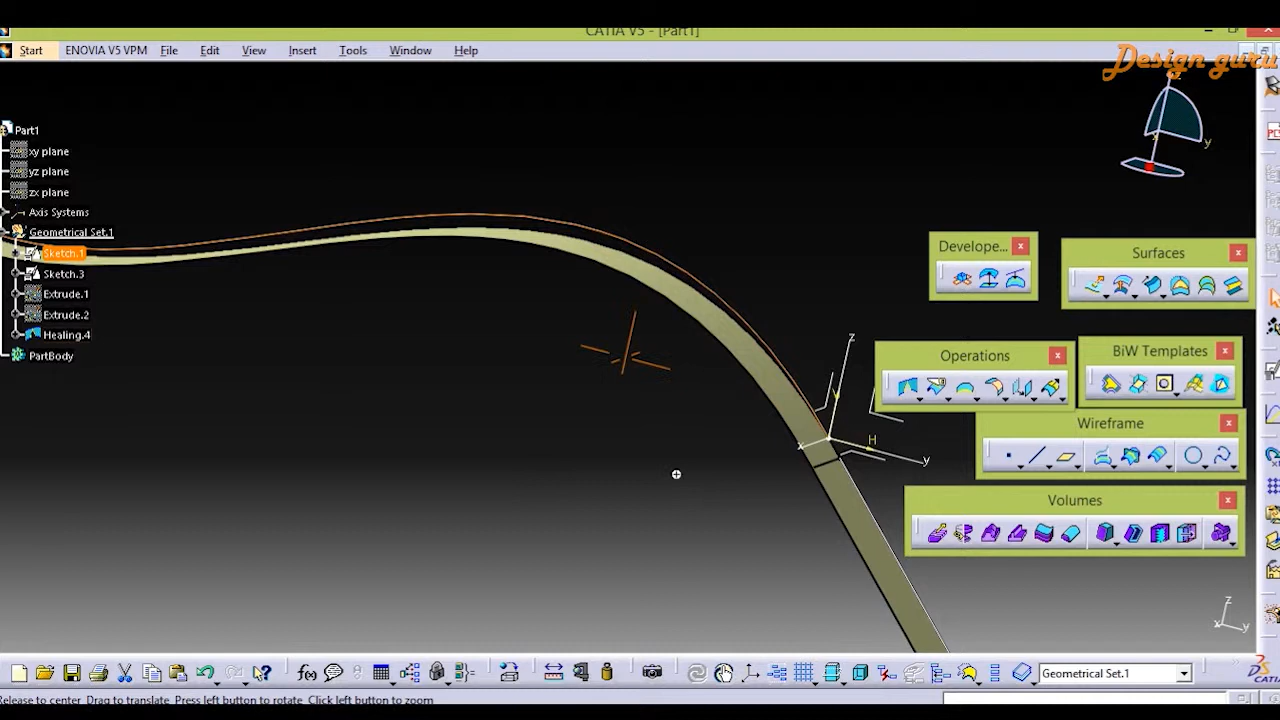 CATIA V5 - [Part1]
Start ENOVIA V5 VPM File Edit View Insert Tools Window Help
Design guru
z
y
Part1
xy plane
yz plane
zx plane
Axis Systems
Geometrical Set.1
Sketch.1
Sketch.3
Extrude.1
Extrude.2
Healing.4
PartBody
Develope...
Surfaces
Operations
BiW Templates
Wireframe
Volumes
z
V
H
x
y
z
x
y
f(x)
Geometrical Set.1
Release to center Drag to translate Press left button to rotate Click left button to zoom